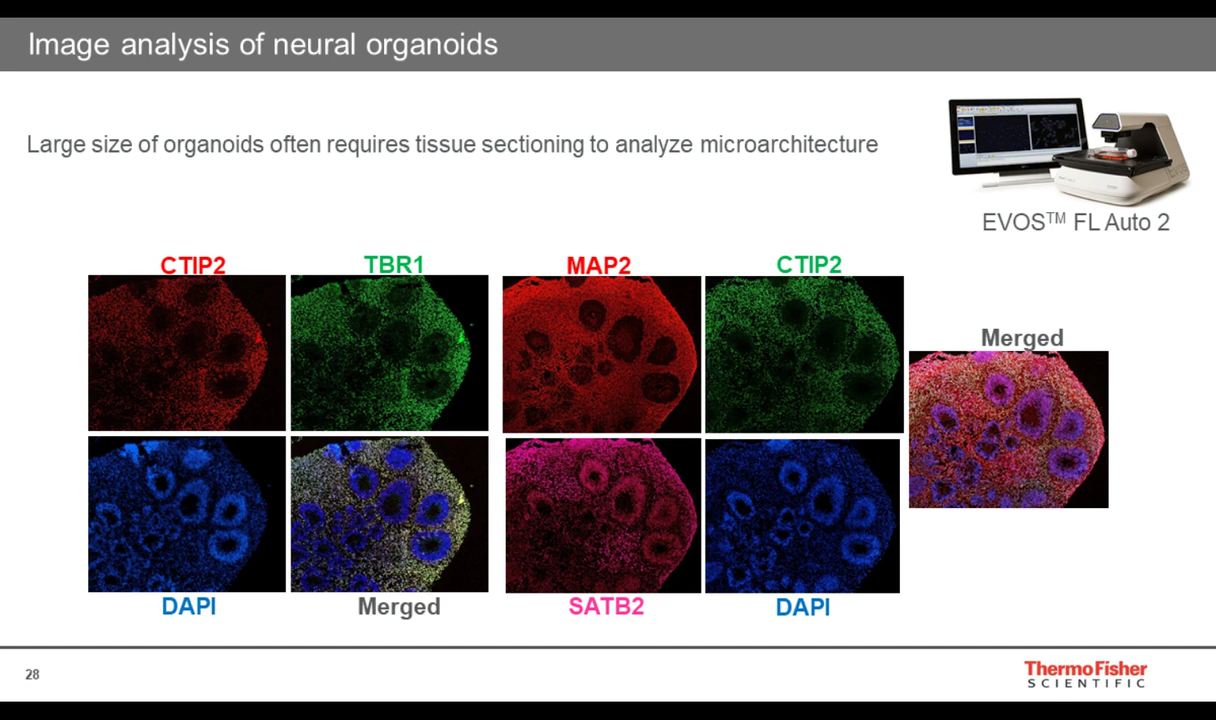 Image analysis of neural organoids
Large size of organoids often requires tissue sectioning to analyze microarchitecture
EVOS™ FL Auto 2
CTIP2
TBR1
MAP2
CTIP2
Merged
DAPI
Merged
SATB2
DAPI
28
ThermoFisher
SCIENTIFIC